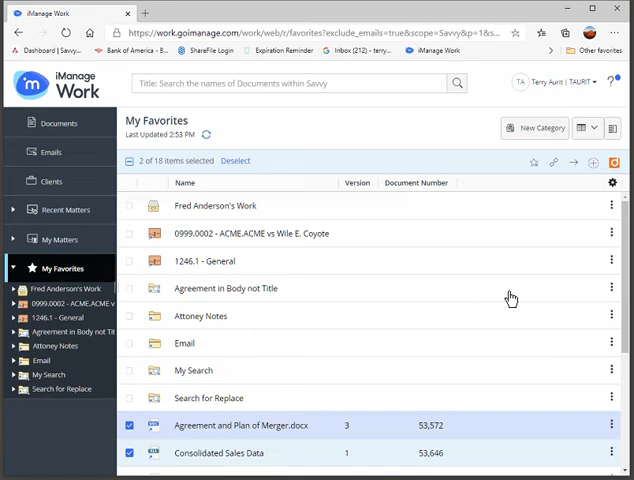 iManage Work
https://work.goimanage.com/work/web/r/favorites?exclude_emails=true&scope=Savvy&p=1&s...
Dashboard | Savvy...
Bank of America - B...
ShareFile LOGIN
Expiration Reminder
Inbox (212) - terry...
iManage Work
Other favorites
iManage
Work
Title: Search the names of Documents within Savvy
TA
Terry Aurit | TAURIT
?
Documents
Emails
Clients
Recent Matters
My Matters
My Favorites
Fred Anderson's Work
0999.0002 - ACME.ACME v
1246.1 - General
Agreement in Body not Tit
Attoney Notes
Email
My Search
Search for Replace
My Favorites
Last Updated 2:53 PM
New Category
2 of 18 items selected
Deselect
Name
Version
Document Number
Fred Anderson's Work
0999.0002 - ACME.ACME vs Wile E. Coyote
1246.1 - General
Agreement in Body not Title
Attoney Notes
Email
My Search
Search for Replace
Agreement and Plan of Merger.docx
3
53,572
Consolidated Sales Data
1
53,646